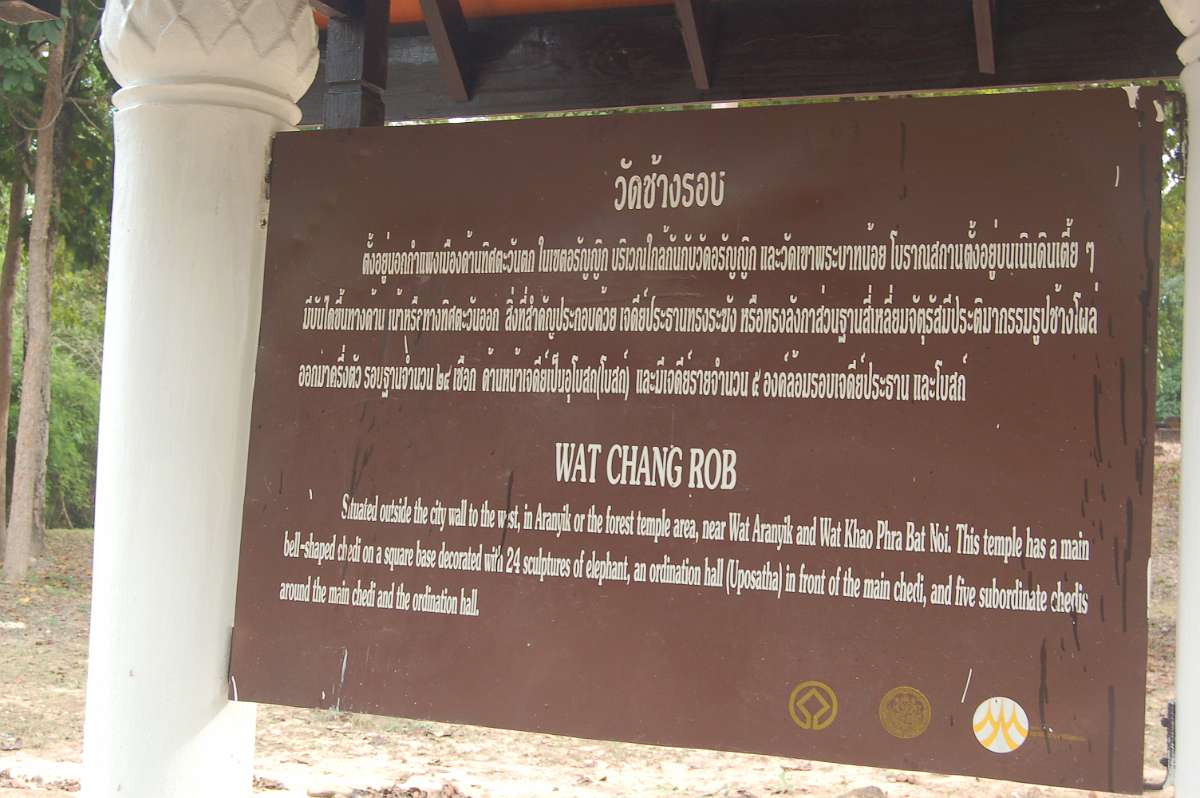 วัดช้างรอบ
ตั้งอยู่นอกกำแพงเมืองด้านทิศตะวันตก ในเขตอรัญญิก บริเวณใกล้กันกับวัดอรัญญิก และวัดเขาพระบาทน้อย โบราณสถานตั้งอยู่บนเนินดินเตี้ย ๆ
มีบันไดขึ้นทางด้านหน้าหรือทางทิศตะวันออก สิ่งที่สำคัญประกอบด้วย เจดีย์ประธานทรงระฆัง หรือทรงลังกาส่วนฐานสี่เหลี่ยมจัตุรัสมีประติมากรรมรูปช้างโผล่
ออกมาครึ่งตัว รอบฐานจำนวน ๒๔ เชือก ด้านหน้าเจดีย์เป็นอุโบสถ(โบสถ์) และมีเจดีย์รายจำนวน ๕ องค์ล้อมรอบเจดีย์ประธาน และโบสถ์
WAT CHANG ROB
Situated outside the city wall to the west, in Aranyik or the forest temple area, near Wat Aranyik and Wat Khao Phra Bat Noi. This temple has a main
bell-shaped chedi on a square base decorated with 24 sculptures of elephant, an ordination hall (Uposatha) in front of the main chedi, and five subordinate chedis
around the main chedi and the ordination hall.